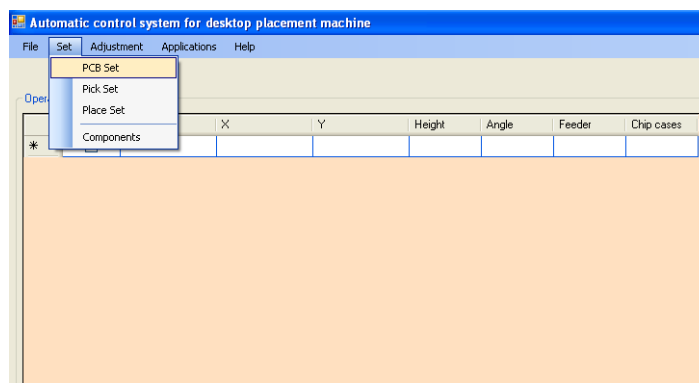 Automatic control system for desktop placement machine
File Set Adjustment Applications Help
PCB Set
Pick Set
Place Set
Components
Oper
X Y Height Angle Feeder Chip cases
*